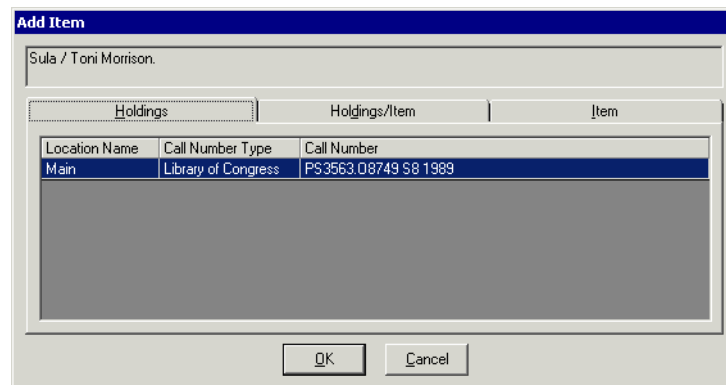 Add Item
Sula / Toni Morrison.
Holdings Holdings/Item Item
Location Name Call Number Type Call Number
Main Library of Congress PS3563.O8749 S8 1989
OK Cancel